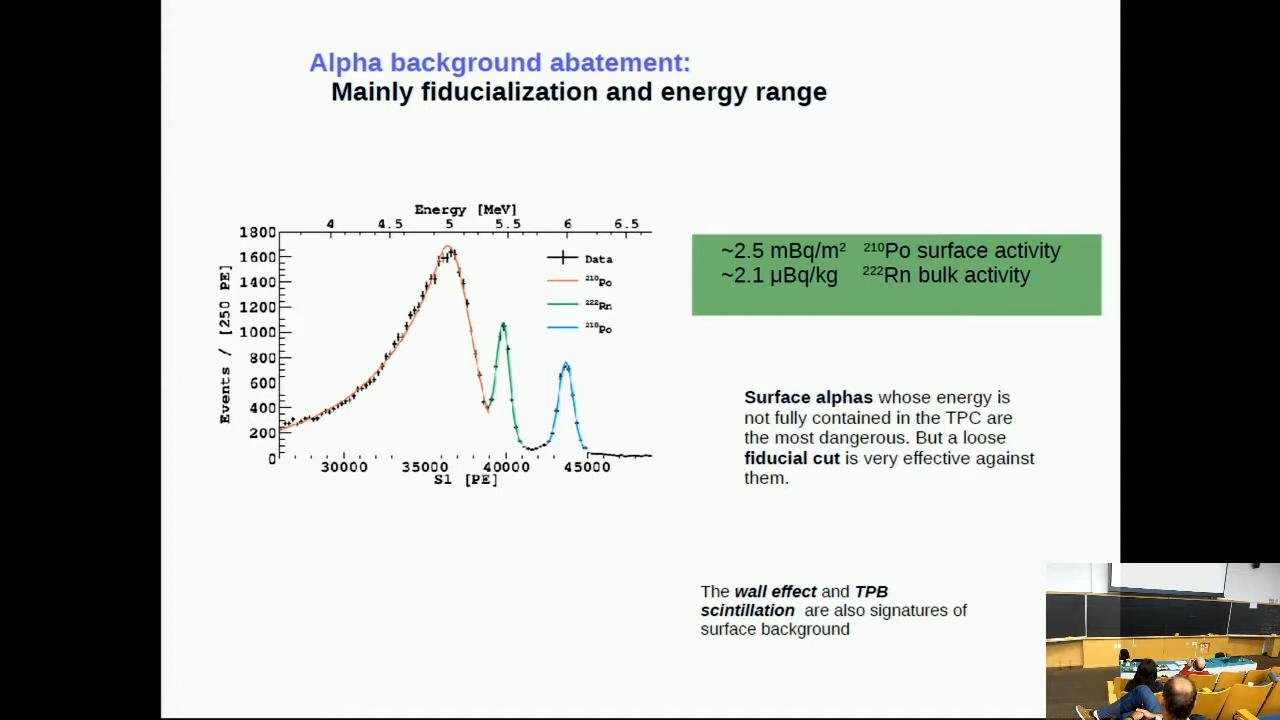 Alpha background abatement:
Mainly fiducialization and energy range
Energy [MeV]
4 4.5 5 5.5 6 6.5
1800
1600
1400
1200
1000
800
600
400
200
0
Events / [250 PE]
Data
²¹⁰Po
²²²Rn
²¹⁸Po
30000 35000 40000 45000
S1 [PE]
~2.5 mBq/m² ²¹⁰Po surface activity
~2.1 μBq/kg ²²²Rn bulk activity
Surface alphas whose energy is
not fully contained in the TPC are
the most dangerous. But a loose
fiducial cut is very effective against
them.
The wall effect and TPB
scintillation are also signatures of
surface background